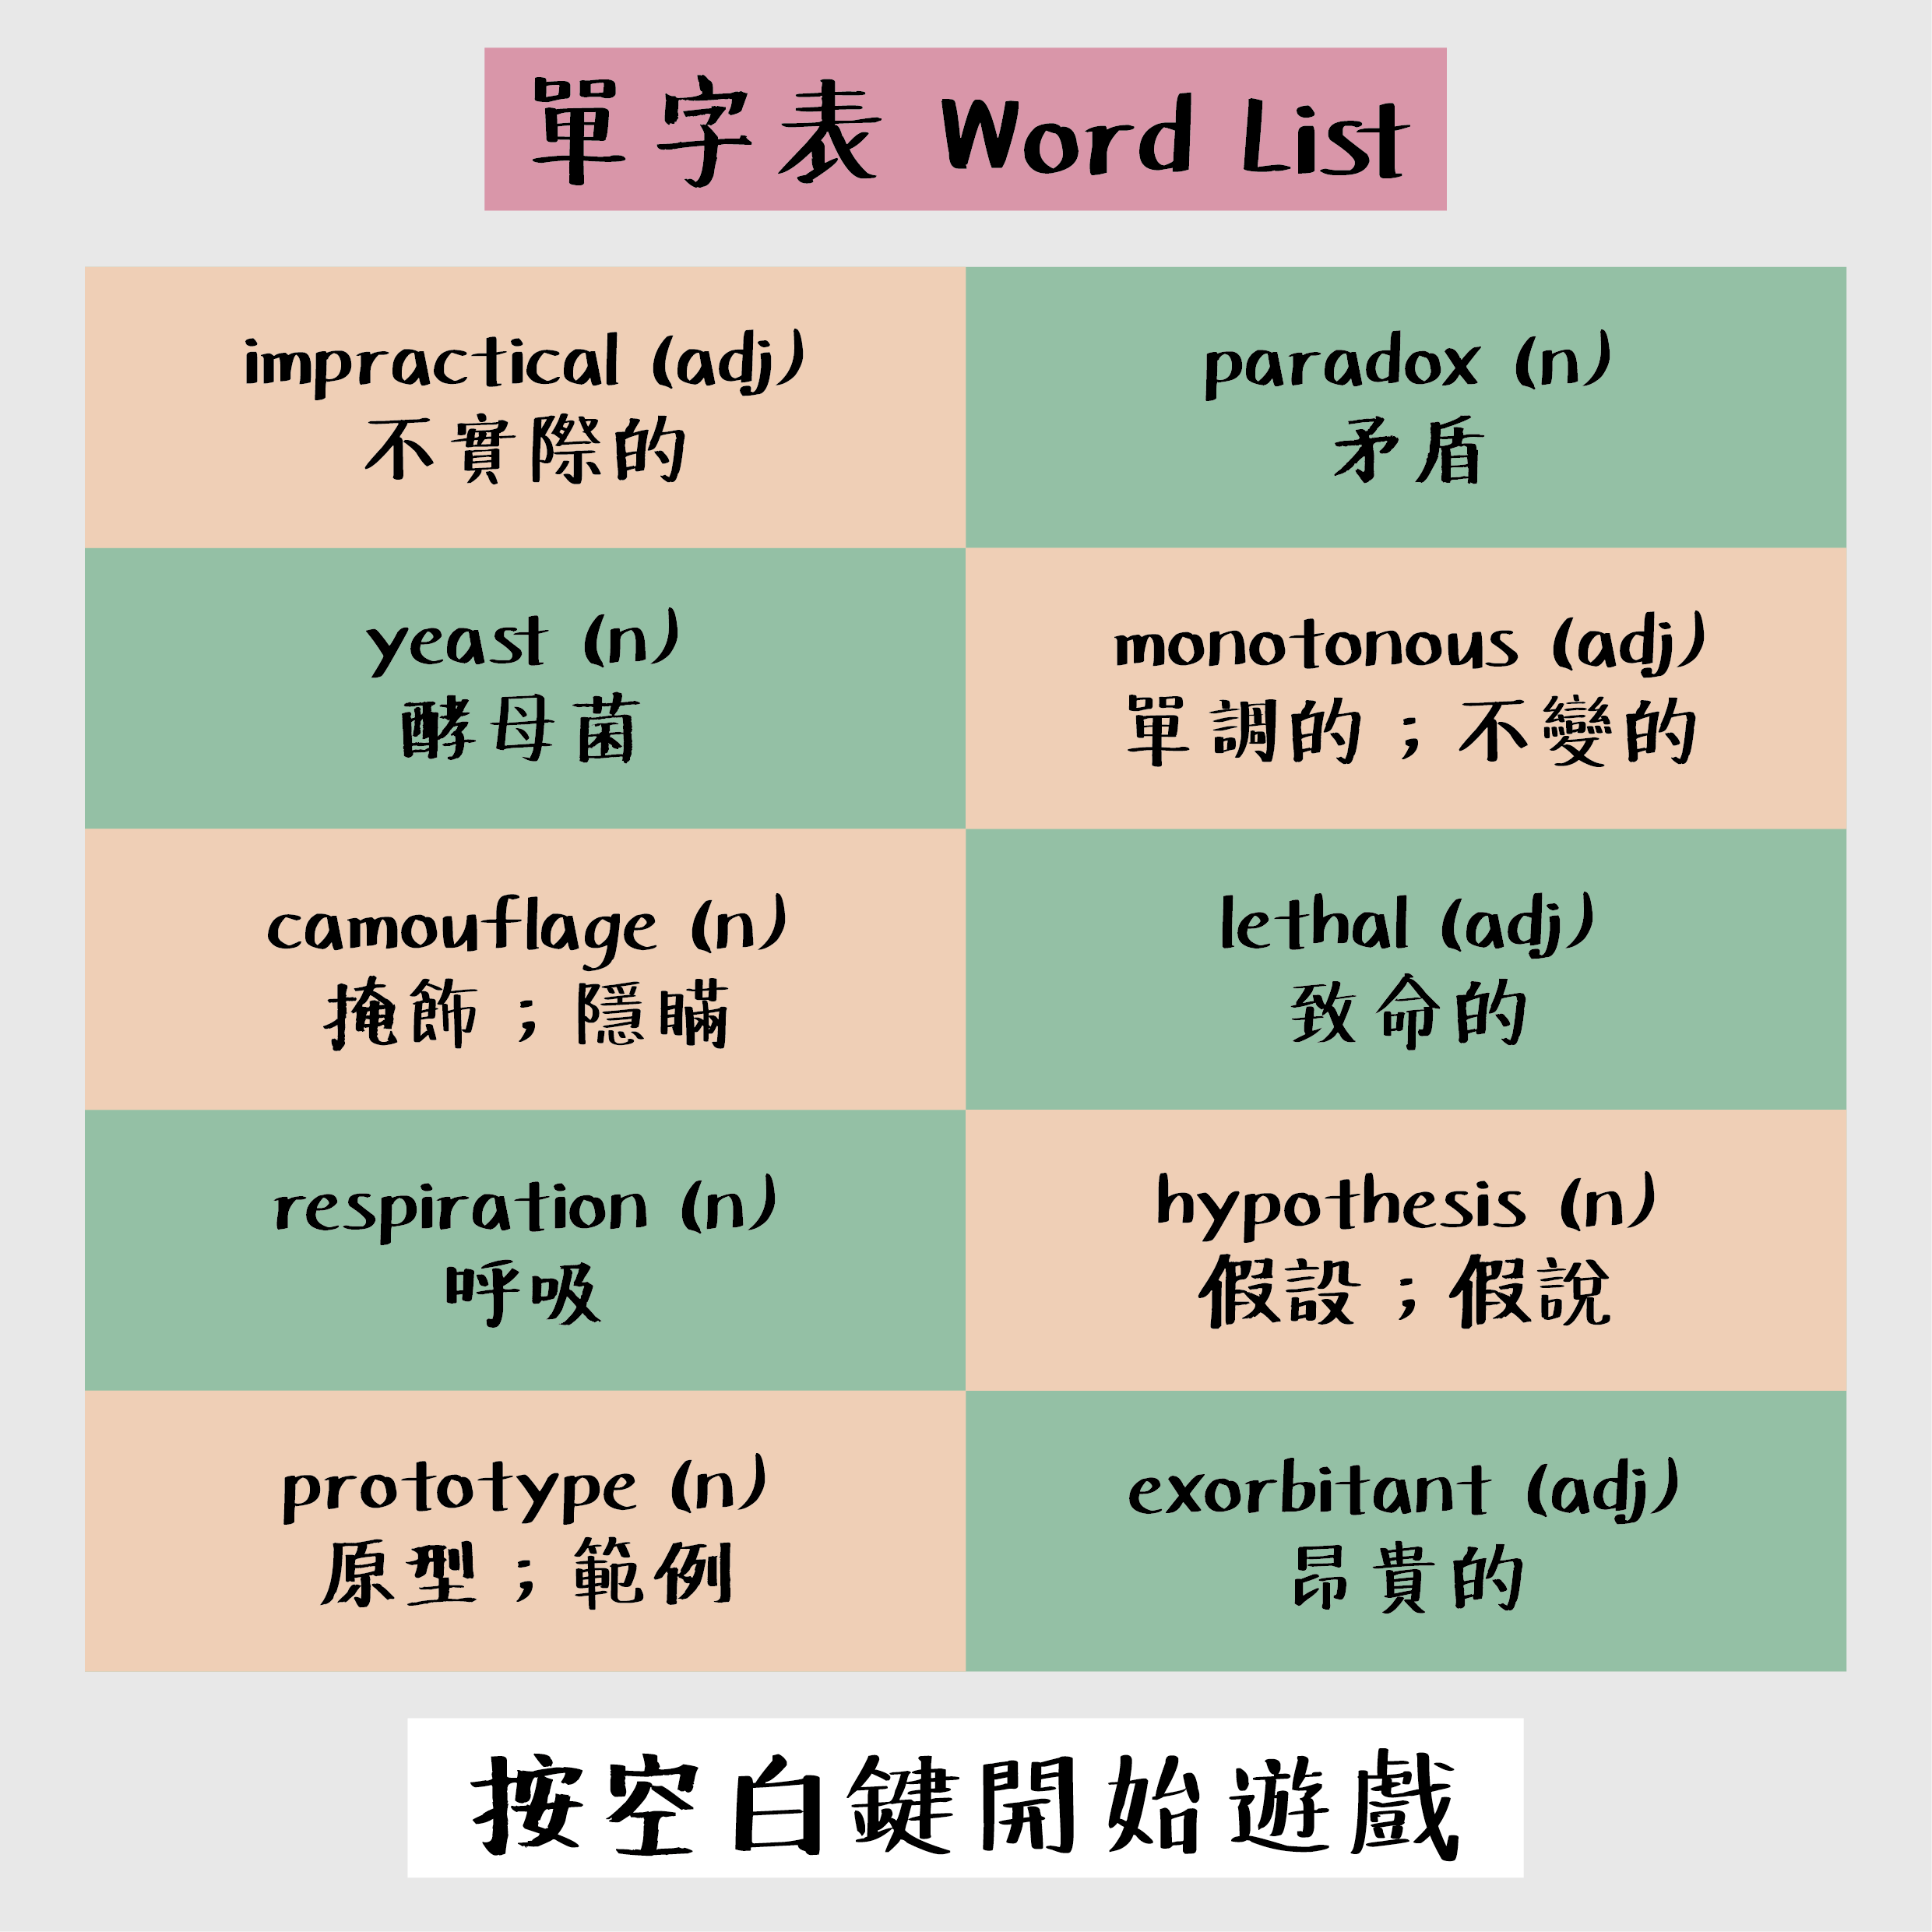 單字表 Word List
impractical (adj)
不實際的
paradox (n)
矛盾
yeast (n)
酵母菌
monotonous (adj)
單調的；不變的
camouflage (n)
掩飾；隱瞞
lethal (adj)
致命的
respiration (n)
呼吸
hypothesis (n)
假設；假說
prototype (n)
原型；範例
exorbitant (adj)
昂貴的
按空白鍵開始遊戲